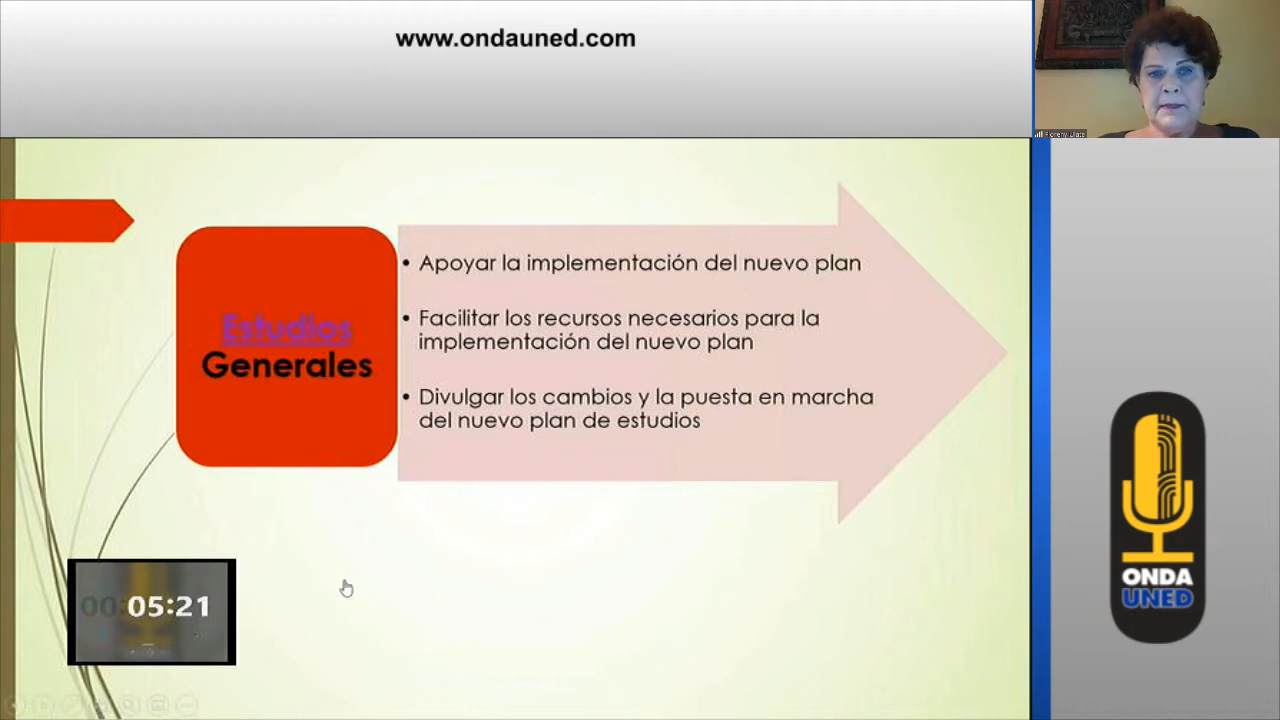 www.ondauned.com
Floreny Ulate
Estudios
Generales
• Apoyar la implementación del nuevo plan
• Facilitar los recursos necesarios para la
implementación del nuevo plan
• Divulgar los cambios y la puesta en marcha
del nuevo plan de estudios
00:05:21
ONDA
UNED